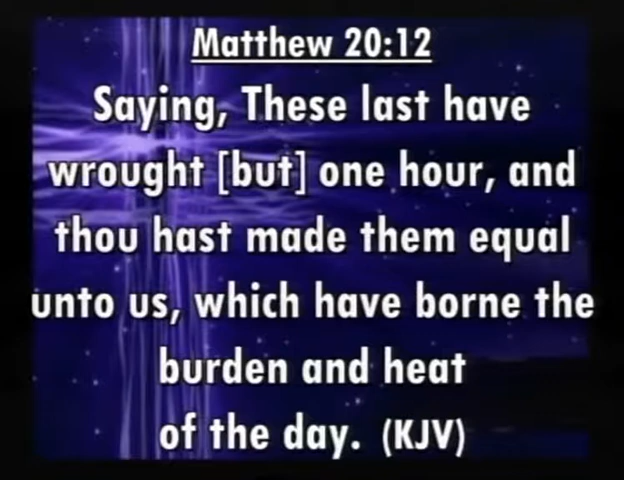 Matthew 20:12
Saying, These last have
wrought [but] one hour, and
thou hast made them equal
unto us, which have borne the
burden and heat
of the day. (KJV)